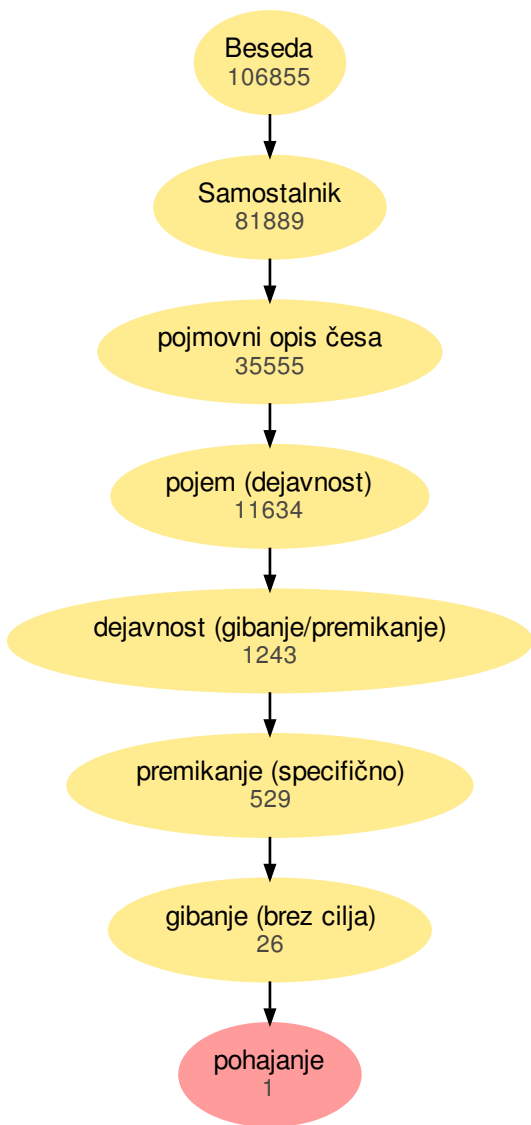 Beseda
106855
Samostalnik
81889
pojmovni opis česa
35555
pojem (dejavnost)
11634
dejavnost (gibanje/premikanje)
1243
premikanje (specifično)
529
gibanje (brez cilja)
26
pohajanje
1